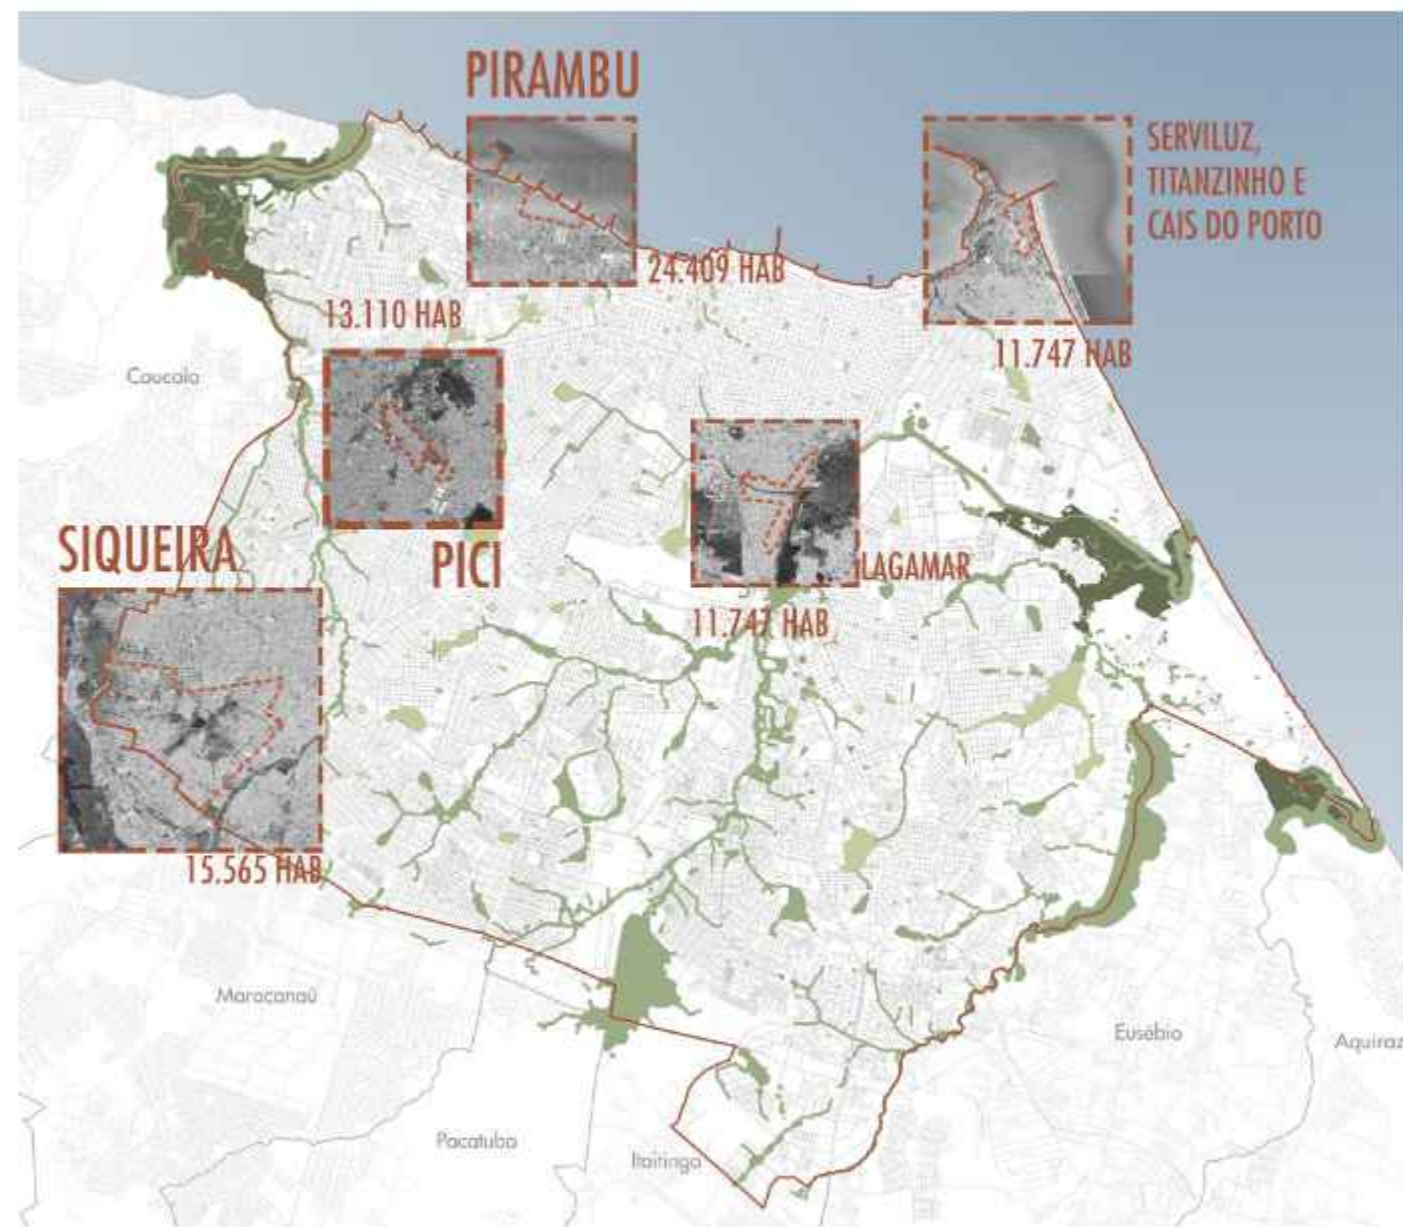 PIRAMBU
SERVILUZ,
TITANZINHO E
CAIS DO PORTO
24.409 HAB
13.110 HAB
11.747 HAB
Caucaia
SIQUEIRA
PICI
LAGAMAR
11.747 HAB
15.565 HAB
Maracanaú
Eusébio
Aquiraz
Pacatuba
Itaitinga